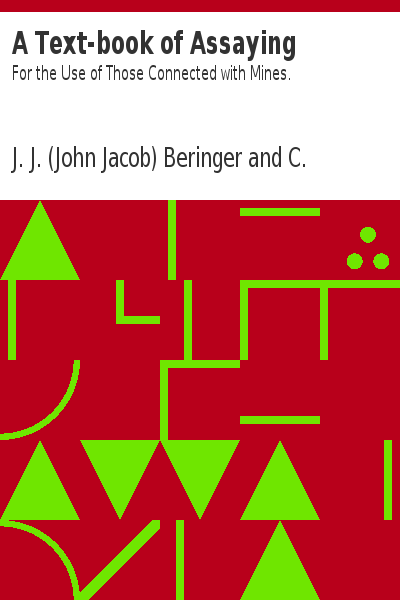 A Text-book of Assaying
For the Use of Those Connected with Mines.
J. J. (John Jacob) Beringer and C.